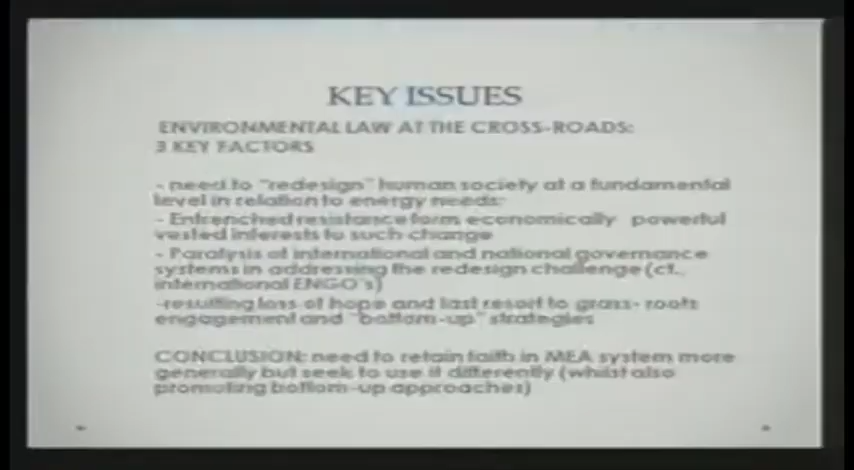 KEY ISSUES
ENVIRONMENTAL LAW AT THE CROSS-ROADS:
3 KEY FACTORS
- need to "redesign" human society at a fundamental
level in relation to energy needs:
- Entrenched resistance form economically powerful
vested interests to such change
- Paralysis of international and national governance
systems in addressing the redesign challenge (cf.,
international ENGO's)
-resulting loss of hope and last resort to grass- roots
engagement and "bottom-up" strategies
CONCLUSION: need to retain faith in MEA system more
generally but seek to use it differently (whilst also
promoting bottom-up approaches)